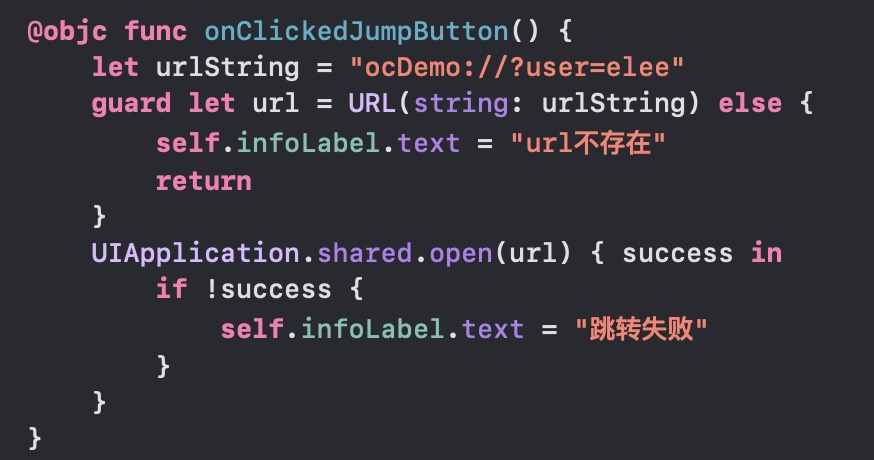 @objc func onClickedJumpButton() {
    let urlString = "ocDemo://?user=elee"
    guard let url = URL(string: urlString) else {
        self.infoLabel.text = "url不存在"
        return
    }
    UIApplication.shared.open(url) { success in
        if !success {
            self.infoLabel.text = "跳转失败"
        }
    }
}